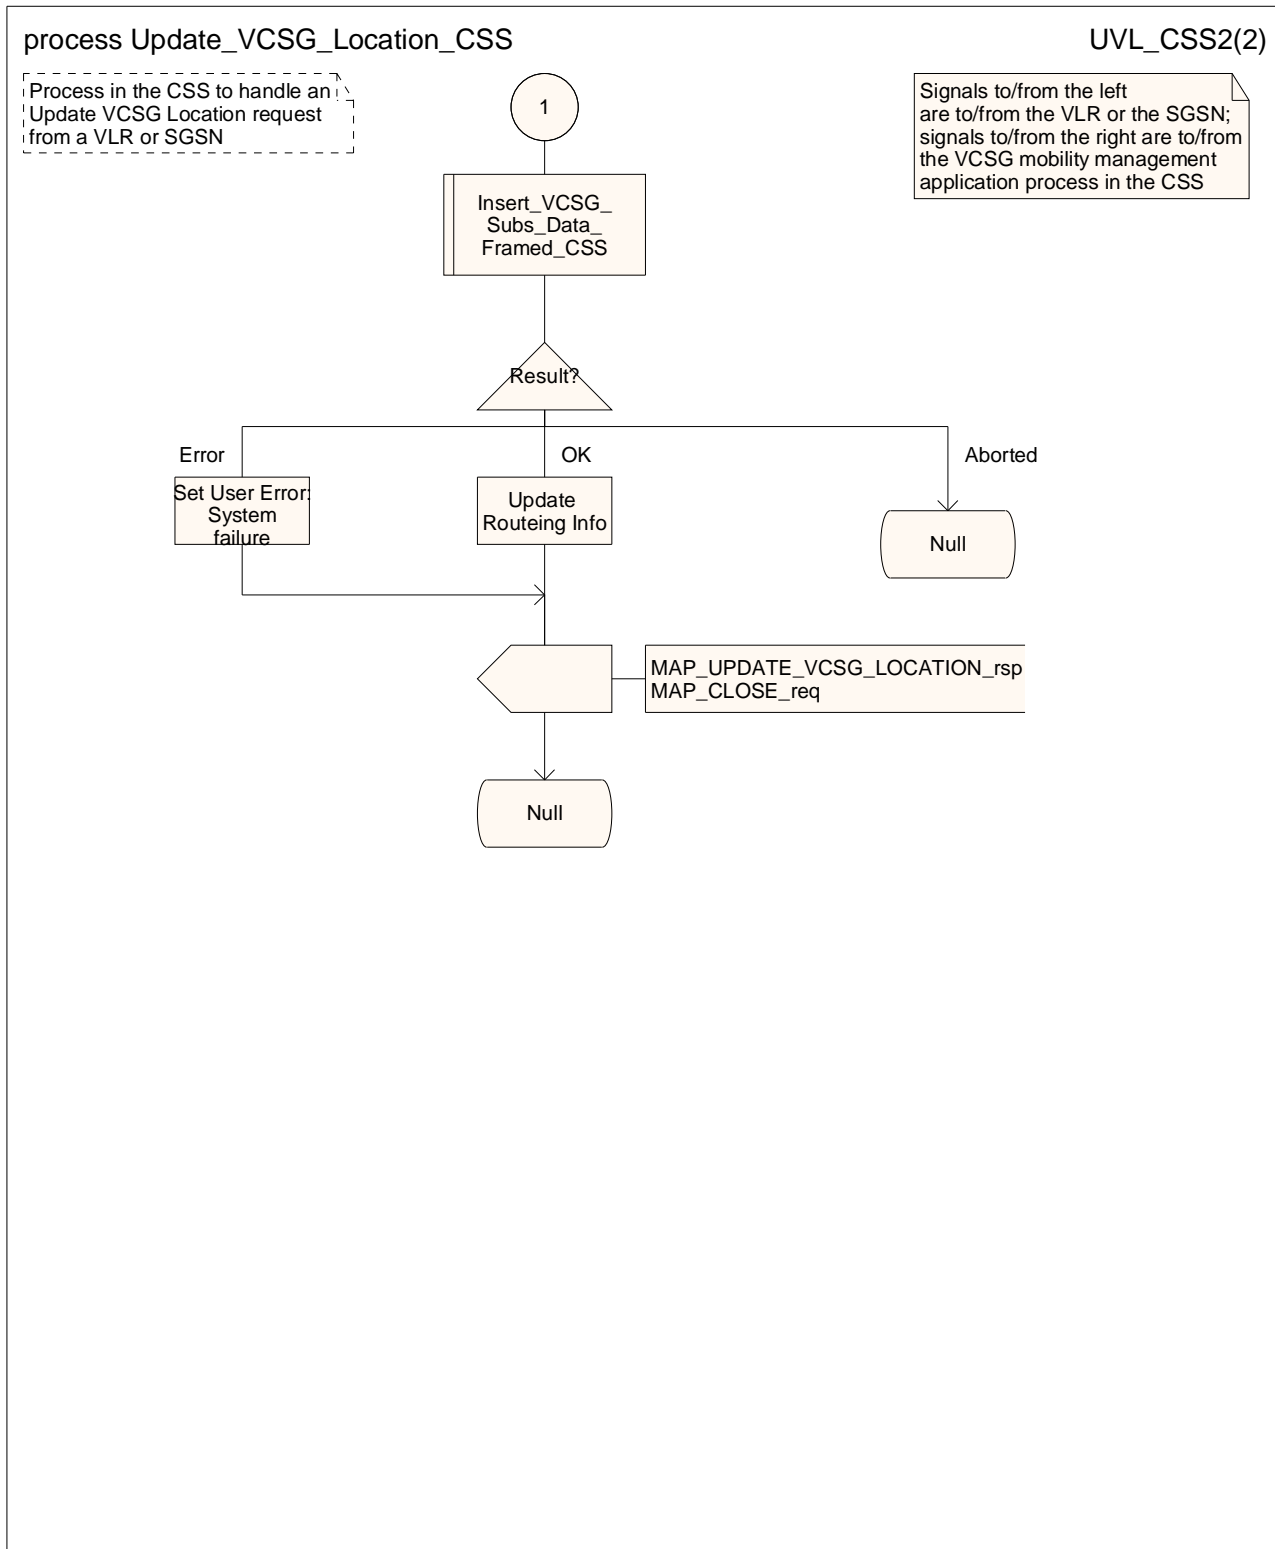 process Update_VCSG_Location_CSS
UVL_CSS2(2)
Process in the CSS to handle an
Update VCSG Location request
from a VLR or SGSN
1
Signals to/from the left
are to/from the VLR or the SGSN;
signals to/from the right are to/from
the VCSG mobility management
application process in the CSS
Insert_VCSG_
Subs_Data_
Framed_CSS
Result?
Error
OK
Aborted
Set User Error:
System
failure
Update
Routeing Info
Null
MAP_UPDATE_VCSG_LOCATION_rsp
MAP_CLOSE_req
Null